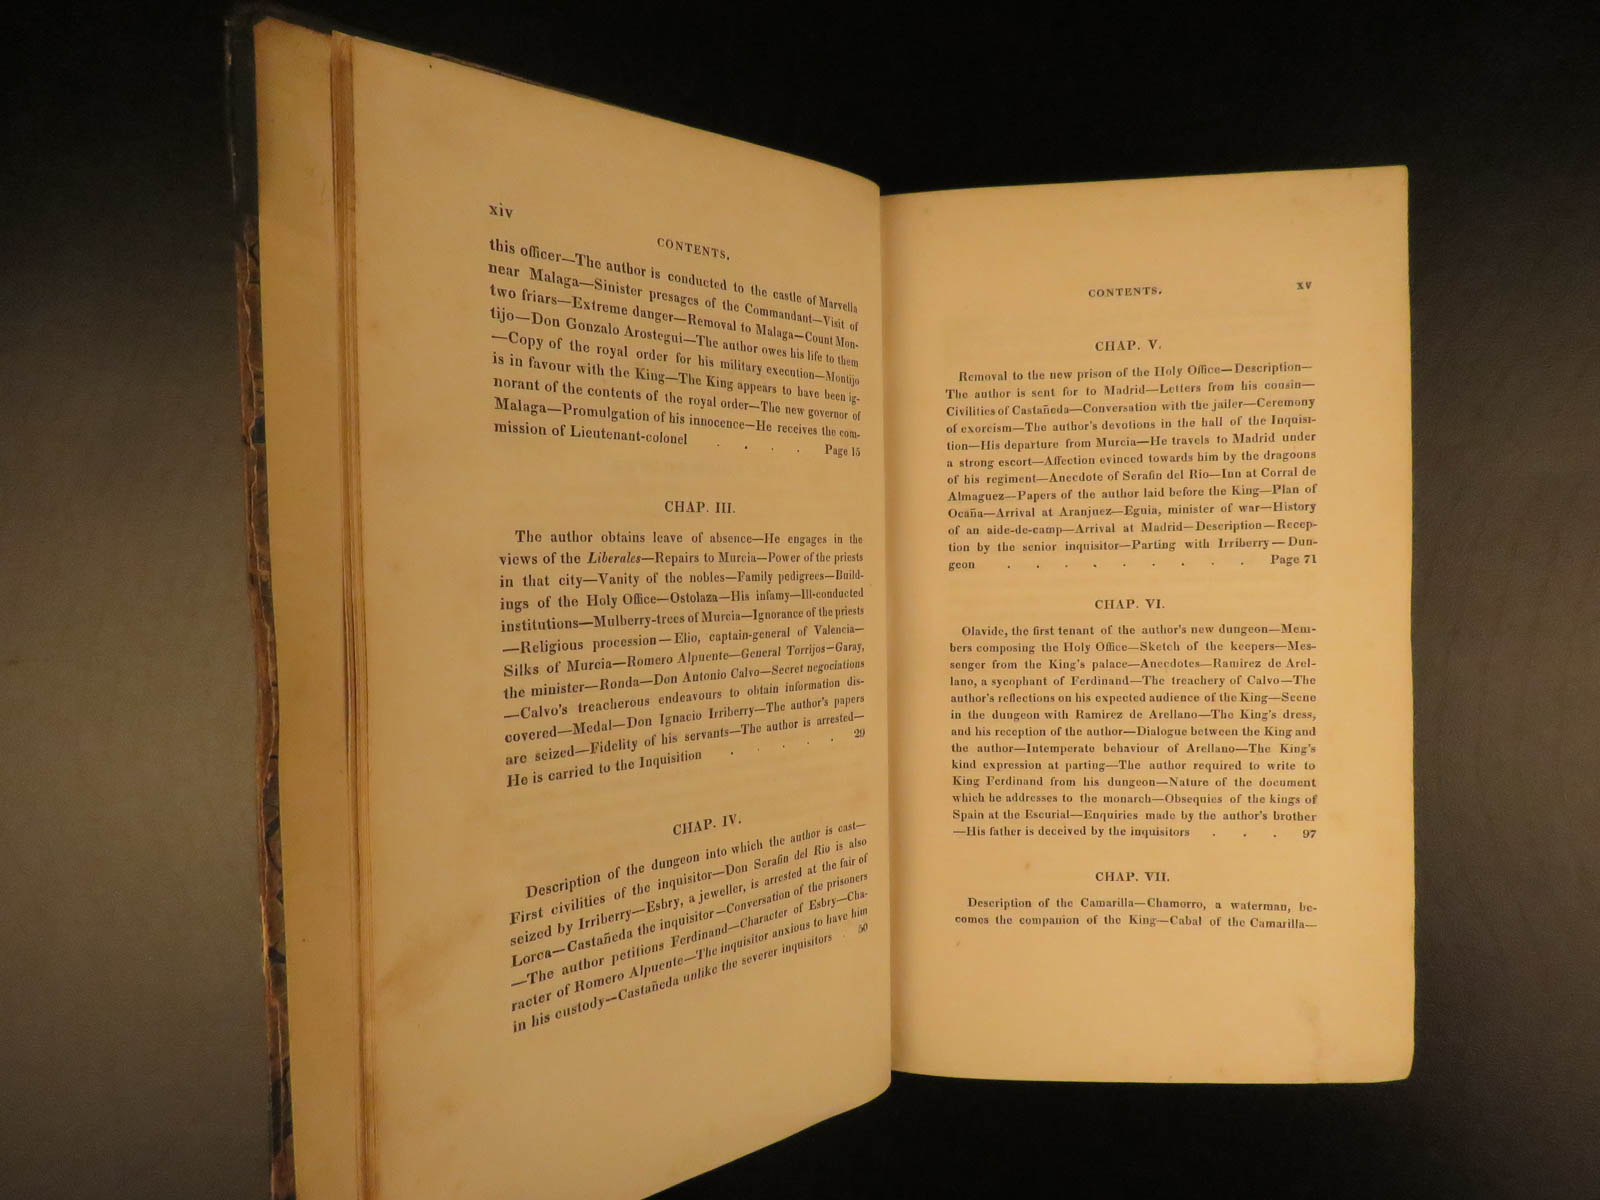 xiv
CONTENTS.
this officer—The author is conducted to the castle of Marvella
near Malaga—Sinister presages of the Commandant—Visit of
two friars—Extreme danger—Removal to Malaga—Count Mon-
tijo—Don Gonzalo Arostegui—The author owes his life to them
—Copy of the royal order for his military execution—Montijo
is in favour with the King—The King appears to have been ig-
norant of the contents of the royal order—The new governor of
Malaga—Promulgation of his innocence—He receives the com-
mission of Lieutenant-colonel . . . . Page 15
CHAP. III.
The author obtains leave of absence—He engages in the
views of the Liberales—Repairs to Murcia—Power of the priests
in that city—Vanity of the nobles—Family pedigrees—Build-
ings of the Holy Office—Ostolaza—His infamy—Ill-conducted
institutions—Mulberry-trees of Murcia—Ignorance of the priests
—Religious procession—Elio, captain-general of Valencia—
Silks of Murcia—Romero Alpuente—General Torrijos—Garay,
the minister—Ronda—Don Antonio Calvo—Secret negociations
—Calvo's treacherous endeavours to obtain information dis-
covered—Medal—Don Ignacio Irriberry—The author's papers
are seized—Fidelity of his servants—The author is arrested—
He is carried to the Inquisition . . . . . 29
CHAP. IV.
Description of the dungeon into which the author is cast—
First civilities of the inquisitor—Don Serafin del Rio is also
seized by Irriberry—Esbry, a jeweller, is arrested at the fair of
Lorca—Castañeda the inquisitor—Conversation of the prisoners
—The author petitions Ferdinand—Character of Esbry—Cha-
racter of Romero Alpuente—The inquisitor anxious to have him
in his custody—Castañeda unlike the severer inquisitors . 50
CONTENTS. xv
CHAP. V.
Removal to the new prison of the Holy Office—Description—
The author is sent for to Madrid—Letters from his cousin—
Civilities of Castañeda—Conversation with the jailer—Ceremony
of exorcism—The author's devotions in the hall of the Inquisi-
tion—His departure from Murcia—He travels to Madrid under
a strong escort—Affection evinced towards him by the dragoons
of his regiment—Anecdote of Serafin del Rio—Inn at Corral de
Almaguez—Papers of the author laid before the King—Plan of
Ocaña—Arrival at Aranjuez—Eguia, minister of war—History
of an aide-de-camp—Arrival at Madrid—Description—Recep-
tion by the senior inquisitor—Parting with Irriberry—Dun-
geon . . . . . . . . . Page 71
CHAP. VI.
Olavide, the first tenant of the author's new dungeon—Mem-
bers composing the Holy Office—Sketch of the keepers—Mes-
senger from the King's palace—Anecdotes—Ramirez de Arel-
lano, a sycophant of Ferdinand—The treachery of Calvo—The
author's reflections on his expected audience of the King—Scene
in the dungeon with Ramirez de Arellano—The King's dress,
and his reception of the author—Dialogue between the King and
the author—Intemperate behaviour of Arellano—The King's
kind expression at parting—The author required to write to
King Ferdinand from his dungeon—Nature of the document
which he addresses to the monarch—Obsequies of the kings of
Spain at the Escurial—Enquiries made by the author's brother
—His father is deceived by the inquisitors . . . 97
CHAP. VII.
Description of the Camarilla—Chamorro, a waterman, be-
comes the companion of the King—Cabal of the Camarilla—